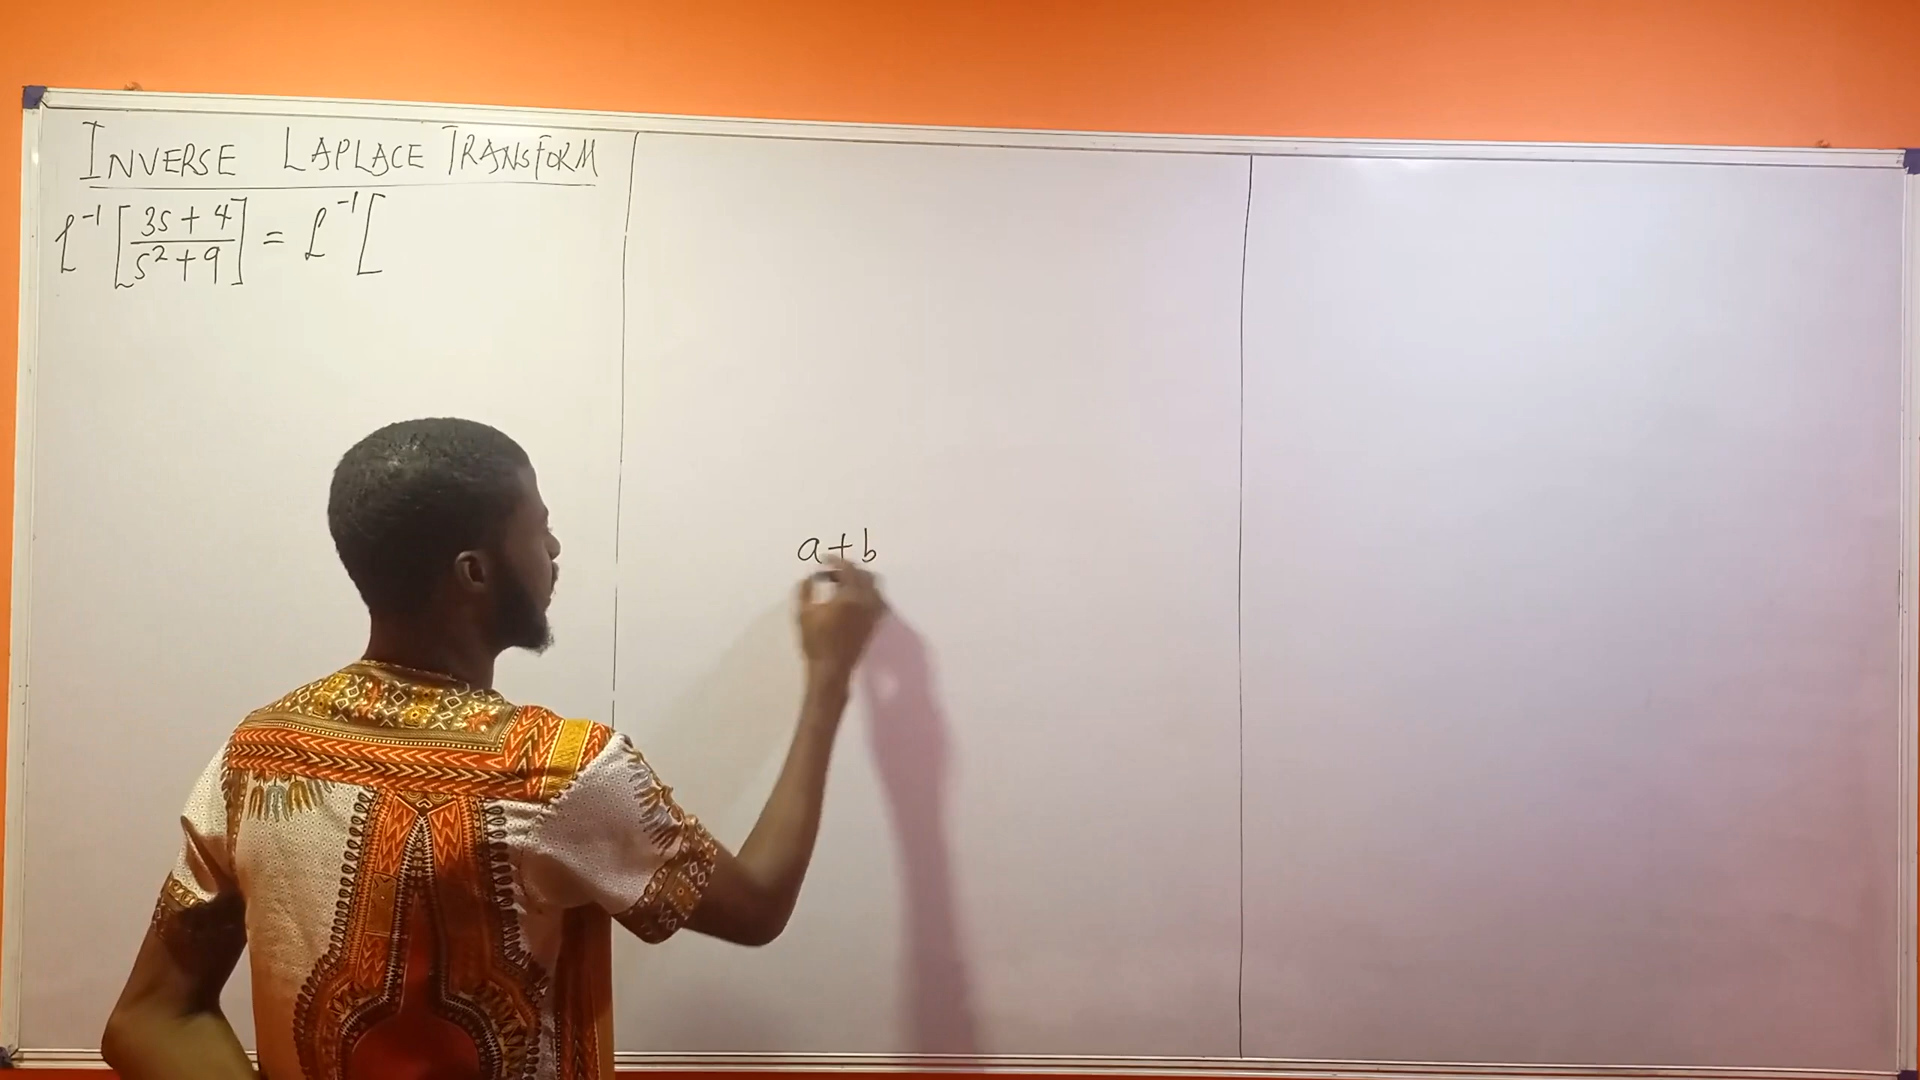 INVERSE LAPLACE TRANSFORM
ℒ⁻¹ [3s + 4 / s² + 9] = ℒ⁻¹ [
a + b